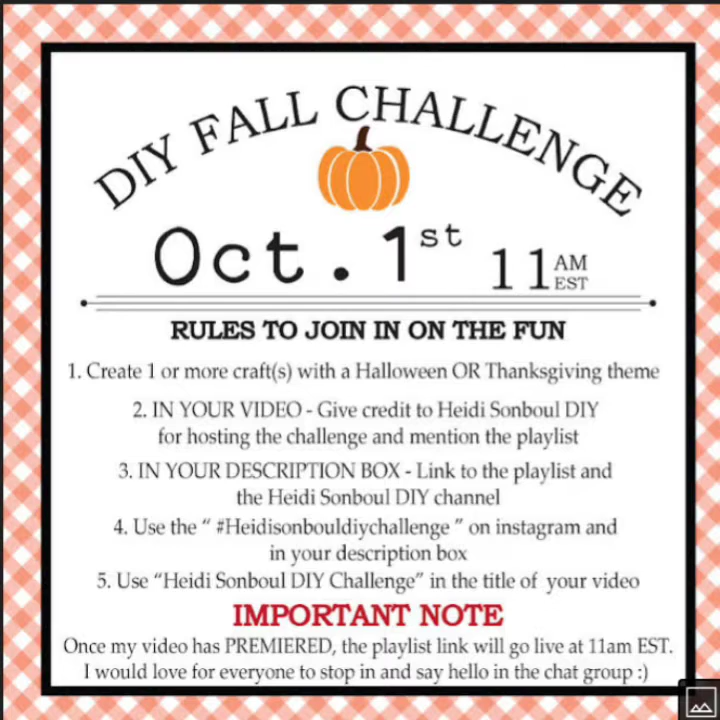 DIY FALL CHALLENGE
Oct. 1st 11 AM EST
RULES TO JOIN IN ON THE FUN
1. Create 1 or more craft(s) with a Halloween OR Thanksgiving theme
2. IN YOUR VIDEO - Give credit to Heidi Sonboul DIY
for hosting the challenge and mention the playlist
3. IN YOUR DESCRIPTION BOX - Link to the playlist and
the Heidi Sonboul DIY channel
4. Use the “ #Heidisonbouldiychallenge ” on instagram and
in your description box
5. Use “Heidi Sonboul DIY Challenge” in the title of your video
IMPORTANT NOTE
Once my video has PREMIERED, the playlist link will go live at 11am EST.
I would love for everyone to stop in and say hello in the chat group :)